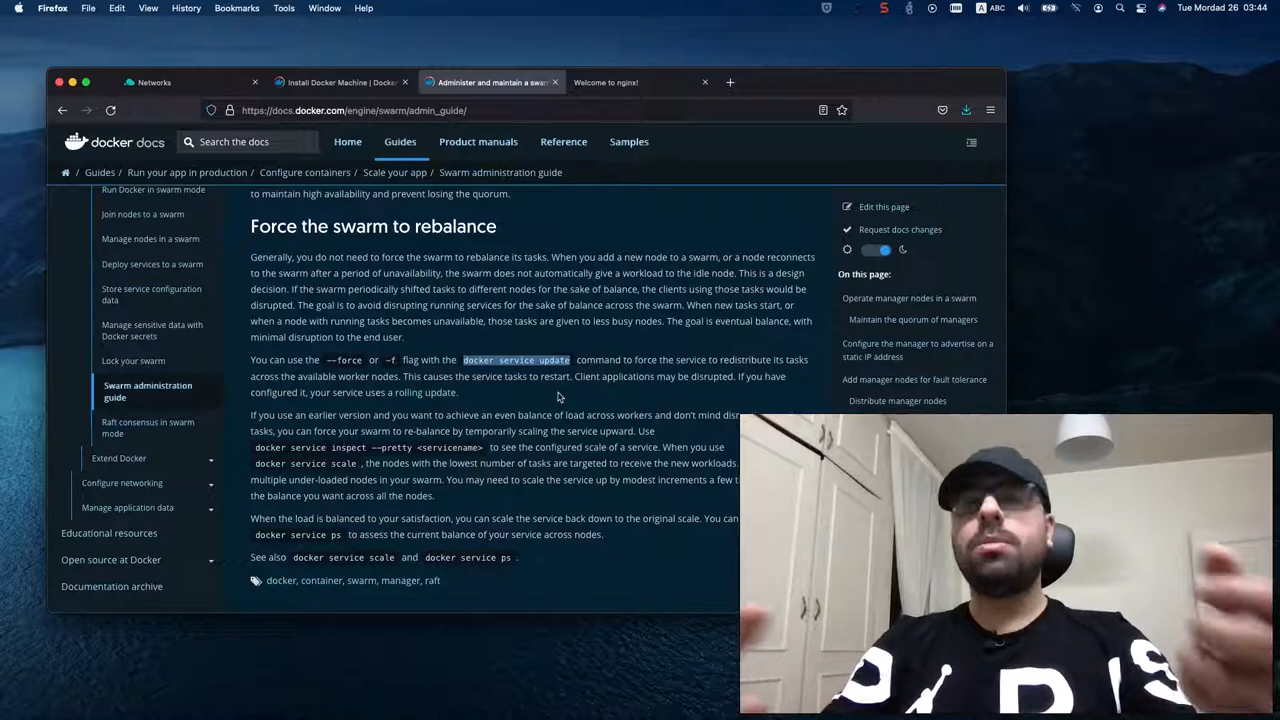 Firefox File Edit View History Bookmarks Tools Window Help
ABC Tue Mordad 26 03:44
Networks
Install Docker Machine | Docker
Administer and maintain a swar
Welcome to nginx!
https://docs.docker.com/engine/swarm/admin_guide/
docker docs Search the docs Home Guides Product manuals Reference Samples
Guides / Run your app in production / Configure containers / Scale your app / Swarm administration guide
Run Docker in swarm mode
Join nodes to a swarm
Manage nodes in a swarm
Deploy services to a swarm
Store service configuration
data
Manage sensitive data with
Docker secrets
Lock your swarm
Swarm administration
guide
Raft consensus in swarm
mode
Extend Docker
Configure networking
Manage application data
Educational resources
Open source at Docker
Documentation archive
to maintain high availability and prevent losing the quorum.
Force the swarm to rebalance
Generally, you do not need to force the swarm to rebalance its tasks. When you add a new node to a swarm, or a node reconnects
to the swarm after a period of unavailability, the swarm does not automatically give a workload to the idle node. This is a design
decision. If the swarm periodically shifted tasks to different nodes for the sake of balance, the clients using those tasks would be
disrupted. The goal is to avoid disrupting running services for the sake of balance across the swarm. When new tasks start, or
when a node with running tasks becomes unavailable, those tasks are given to less busy nodes. The goal is eventual balance, with
minimal disruption to the end user.
You can use the --force or -f flag with the docker service update command to force the service to redistribute its tasks
across the available worker nodes. This causes the service tasks to restart. Client applications may be disrupted. If you have
configured it, your service uses a rolling update.
If you use an earlier version and you want to achieve an even balance of load across workers and don't mind disr
tasks, you can force your swarm to re-balance by temporarily scaling the service upward. Use
docker service inspect --pretty <servicename> to see the configured scale of a service. When you use
docker service scale , the nodes with the lowest number of tasks are targeted to receive the new workloads.
multiple under-loaded nodes in your swarm. You may need to scale the service up by modest increments a few t
the balance you want across all the nodes.
When the load is balanced to your satisfaction, you can scale the service back down to the original scale. You can
docker service ps to assess the current balance of your service across nodes.
See also docker service scale and docker service ps .
docker, container, swarm, manager, raft
Edit this page
Request docs changes
On this page:
Operate manager nodes in a swarm
Maintain the quorum of managers
Configure the manager to advertise on
a static IP address
Add manager nodes for fault tolerance
Distribute manager nodes